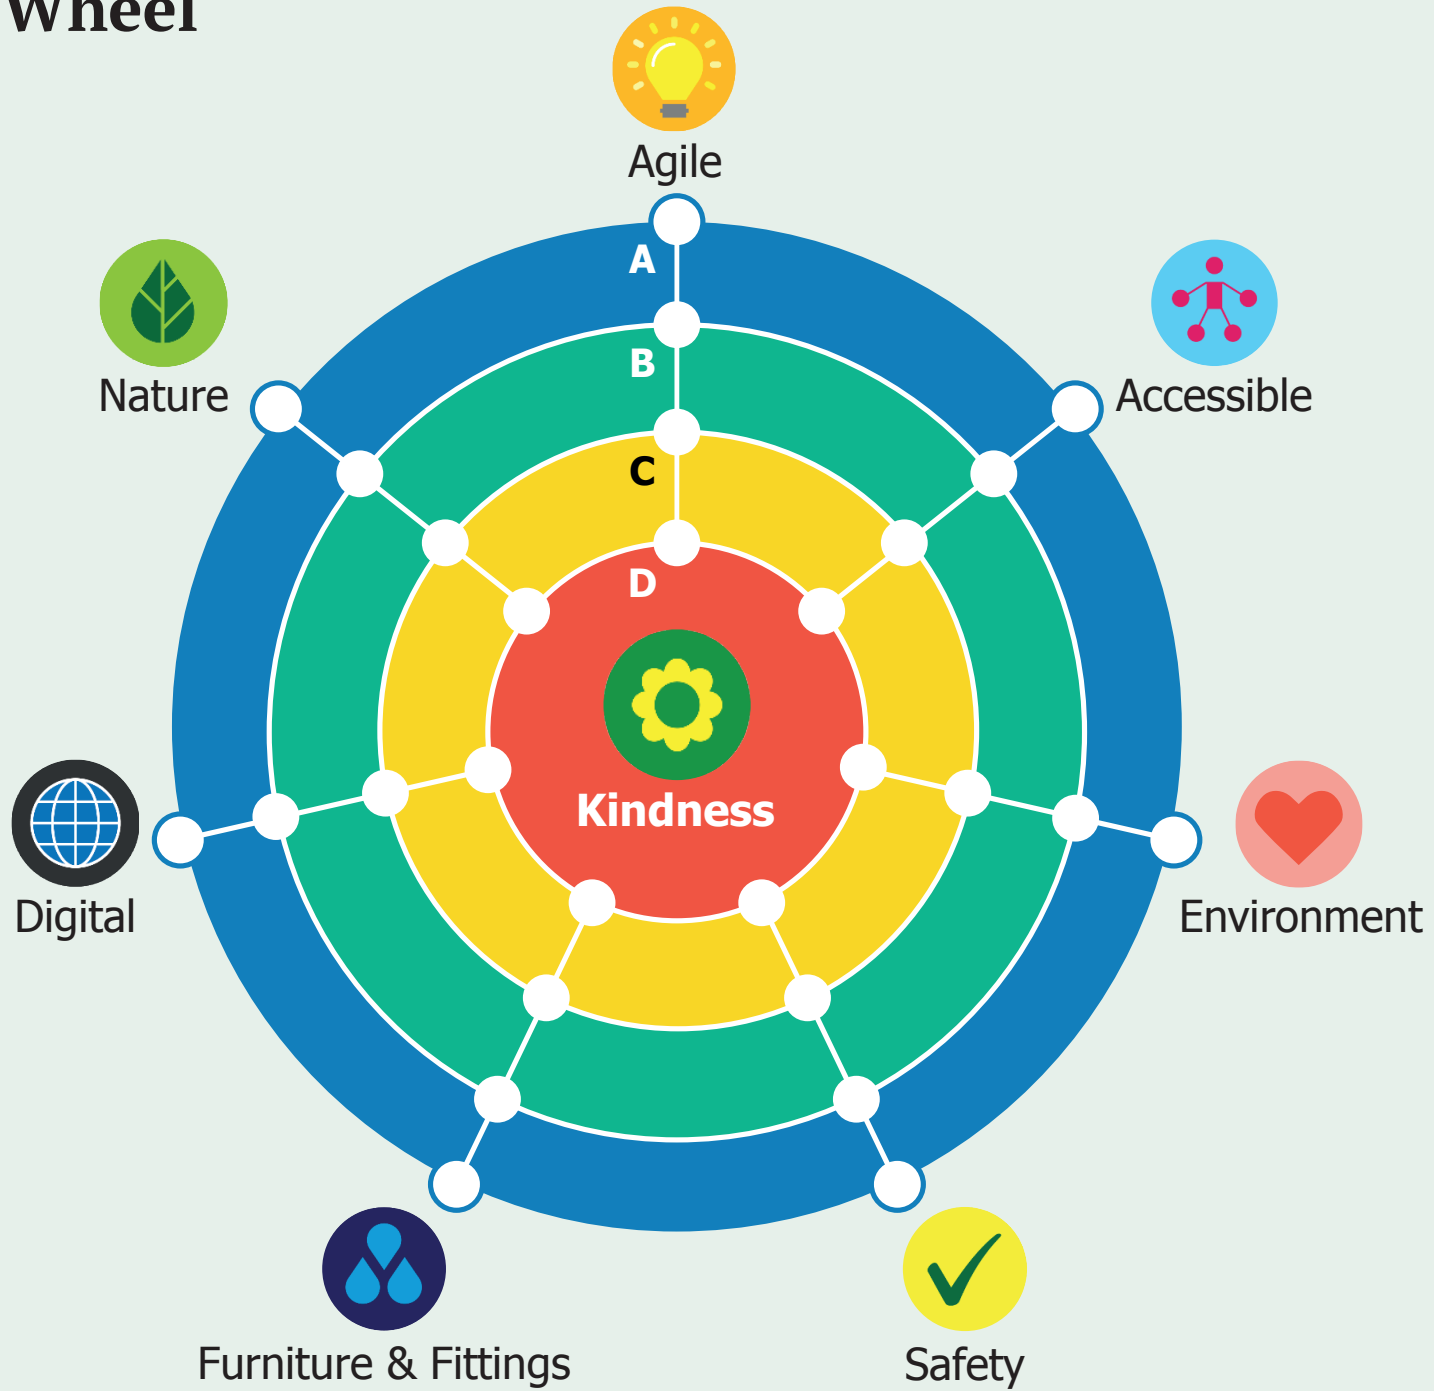 Wheel
Agile
A
Nature
Accessible
B
C
D
Kindness
Digital
Environment
Furniture & Fittings
Safety